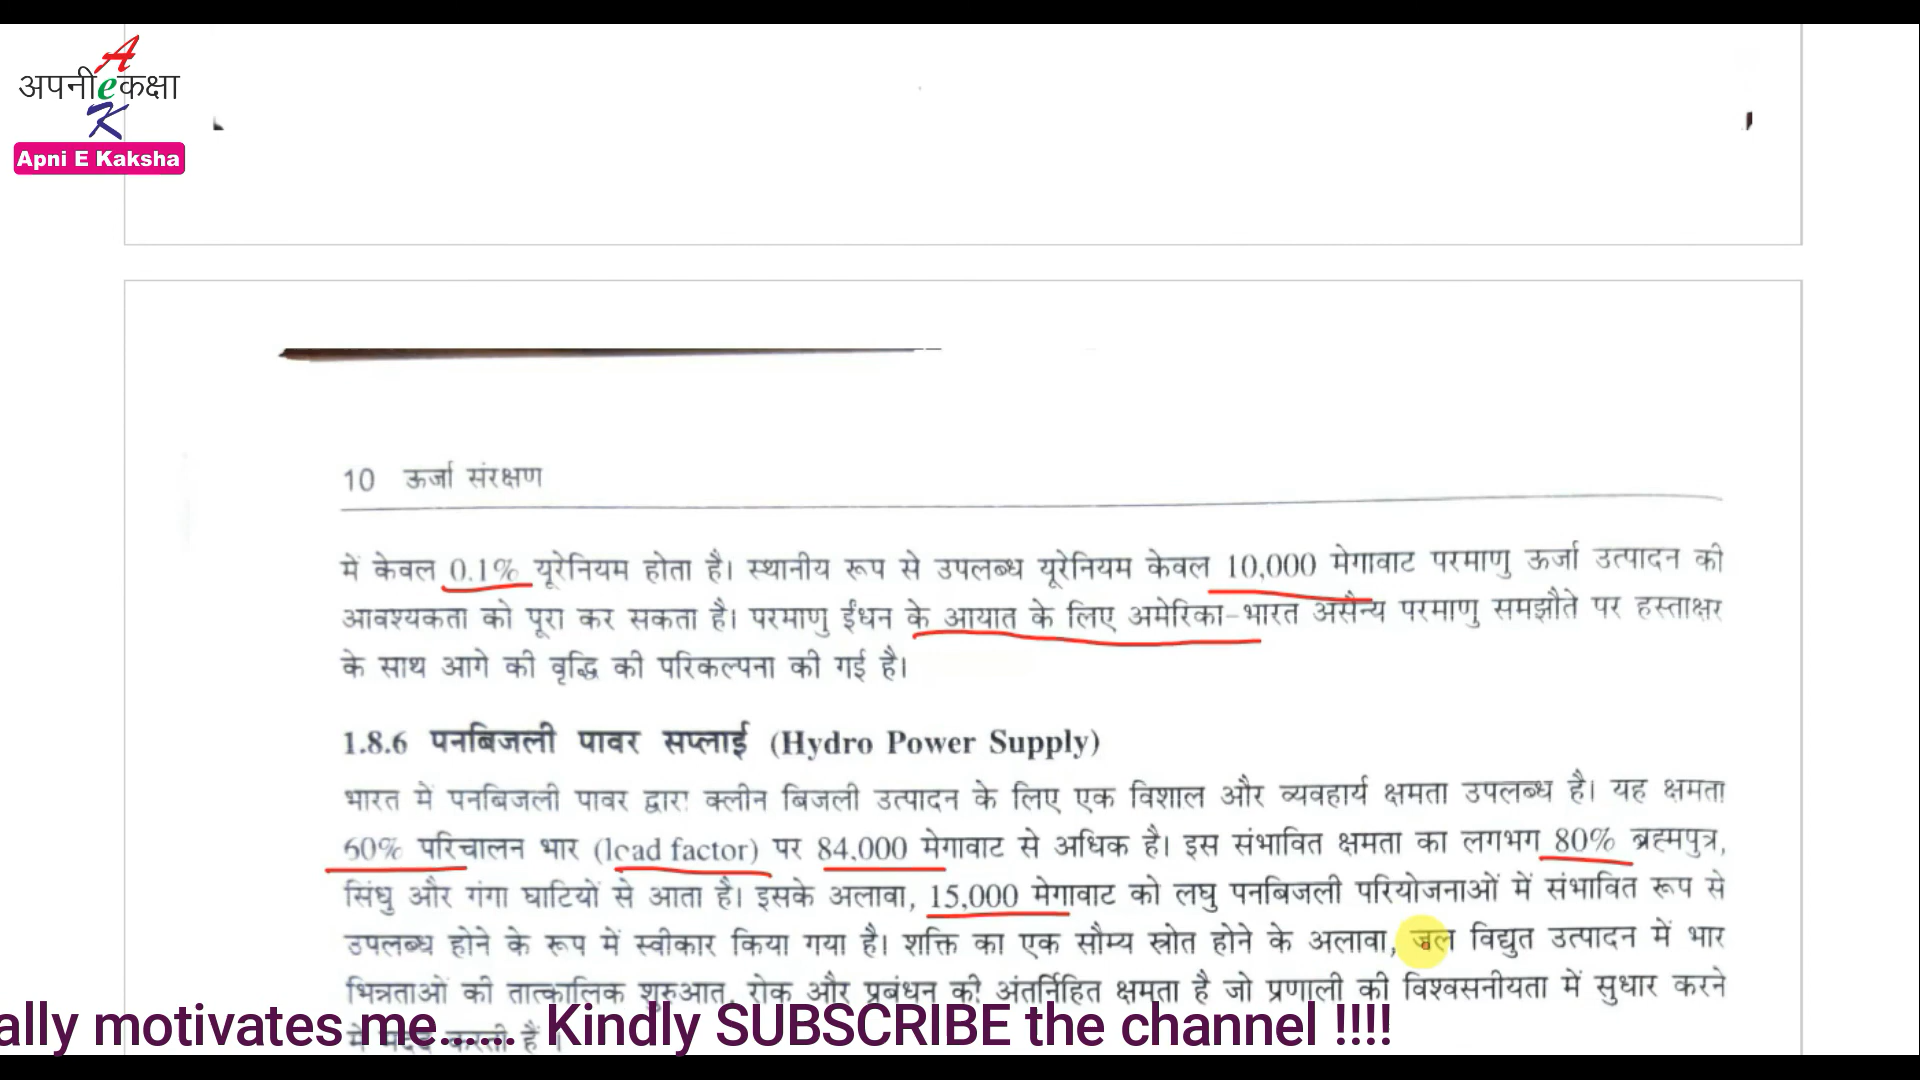 A
अपनी e कक्षा
K
Apni E Kaksha
10 ऊर्जा संरक्षण
में केवल 0.1% यूरेनियम होता है। स्थानीय रूप से उपलब्ध यूरेनियम केवल 10,000 मेगावाट परमाणु ऊर्जा उत्पादन की
आवश्यकता को पूरा कर सकता है। परमाणु ईंधन के आयात के लिए अमेरिका-भारत असैन्य परमाणु समझौते पर हस्ताक्षर
के साथ आगे की वृद्धि की परिकल्पना की गई है।
1.8.6 पनबिजली पावर सप्लाई (Hydro Power Supply)
भारत में पनबिजली पावर द्वारा क्लीन बिजली उत्पादन के लिए एक विशाल और व्यवहार्य क्षमता उपलब्ध है। यह क्षमता
60% परिचालन भार (load factor) पर 84,000 मेगावाट से अधिक है। इस संभावित क्षमता का लगभग 80% ब्रह्मपुत्र,
सिंधु और गंगा घाटियों से आता है। इसके अलावा, 15,000 मेगावाट को लघु पनबिजली परियोजनाओं में संभावित रूप से
उपलब्ध होने के रूप में स्वीकार किया गया है। शक्ति का एक सौम्य स्रोत होने के अलावा, जल विद्युत उत्पादन में भार
भिन्नताओं की तात्कालिक शुरुआत, रोक और प्रबंधन की अंतर्निहित क्षमता है जो प्रणाली की विश्वसनीयता में सुधार करने
में मदद करती है।
ally motivates me...... Kindly SUBSCRIBE the channel !!!!